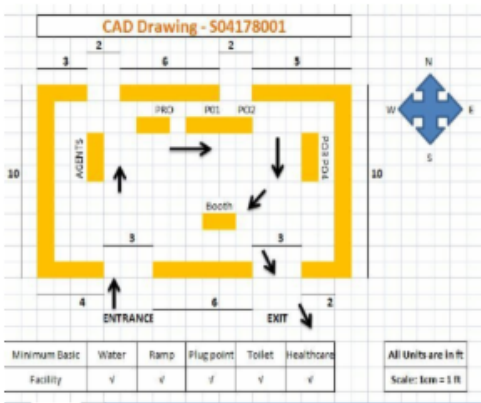 CAD Drawing - S04178001
2
2
3
6
5
N
PRO
P01
PO2
W
E
S
AGENTS
PO3 PO4
10
10
Booth
3
3
4
6
2
ENTRANCE
EXIT
Minimum Basic Water Ramp Plug point Toilet Healthcare
Facility √ √ √ √ √
All Units are in ft
Scale: 1cm = 1 ft